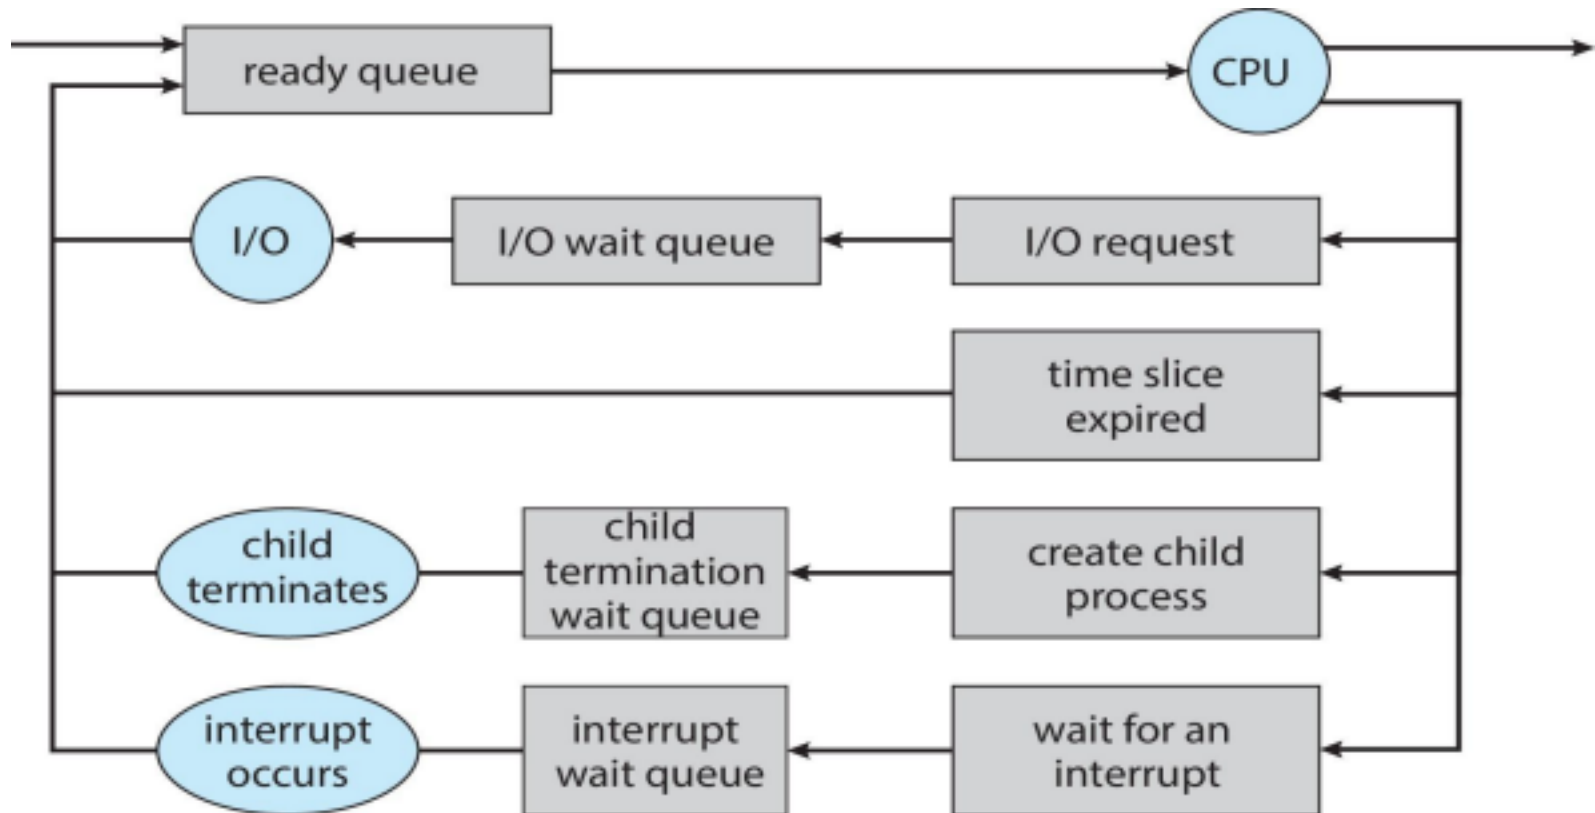 ready queue
CPU
I/O
I/O wait queue
I/O request
time slice
expired
child
terminates
child
termination
wait queue
create child
process
interrupt
occurs
interrupt
wait queue
wait for an
interrupt